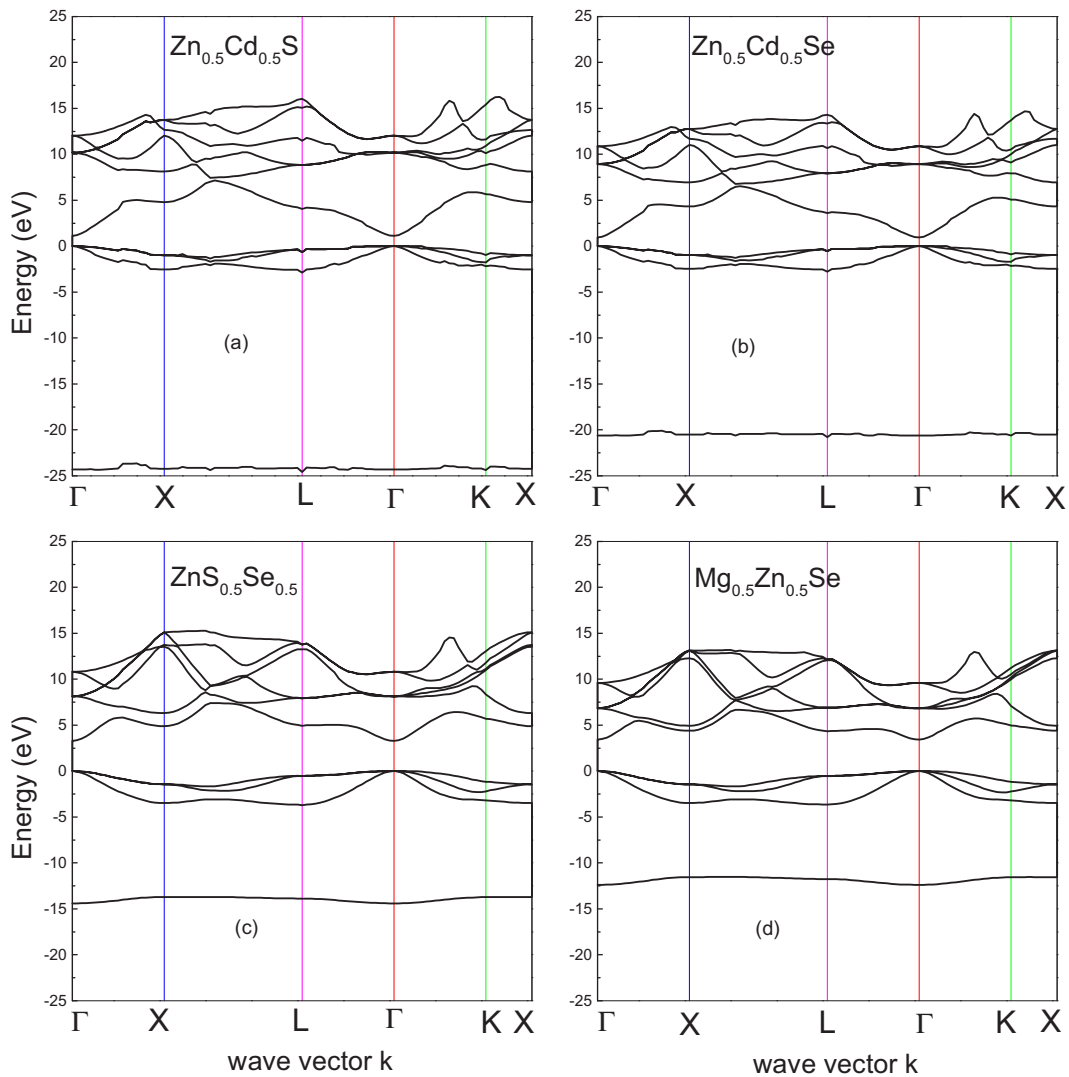 Zn0.5Cd0.5S
Energy (eV)
25
20
15
10
5
0
-5
-10
-15
-20
-25
(a)
Γ X L Γ K X
Zn0.5Cd0.5Se
25
20
15
10
5
0
-5
-10
-15
-20
-25
(b)
Γ X L Γ K X
ZnS0.5Se0.5
Energy (eV)
25
20
15
10
5
0
-5
-10
-15
-20
-25
(c)
Γ X L Γ K X
wave vector k
Mg0.5Zn0.5Se
25
20
15
10
5
0
-5
-10
-15
-20
-25
(d)
Γ X L Γ K X
wave vector k